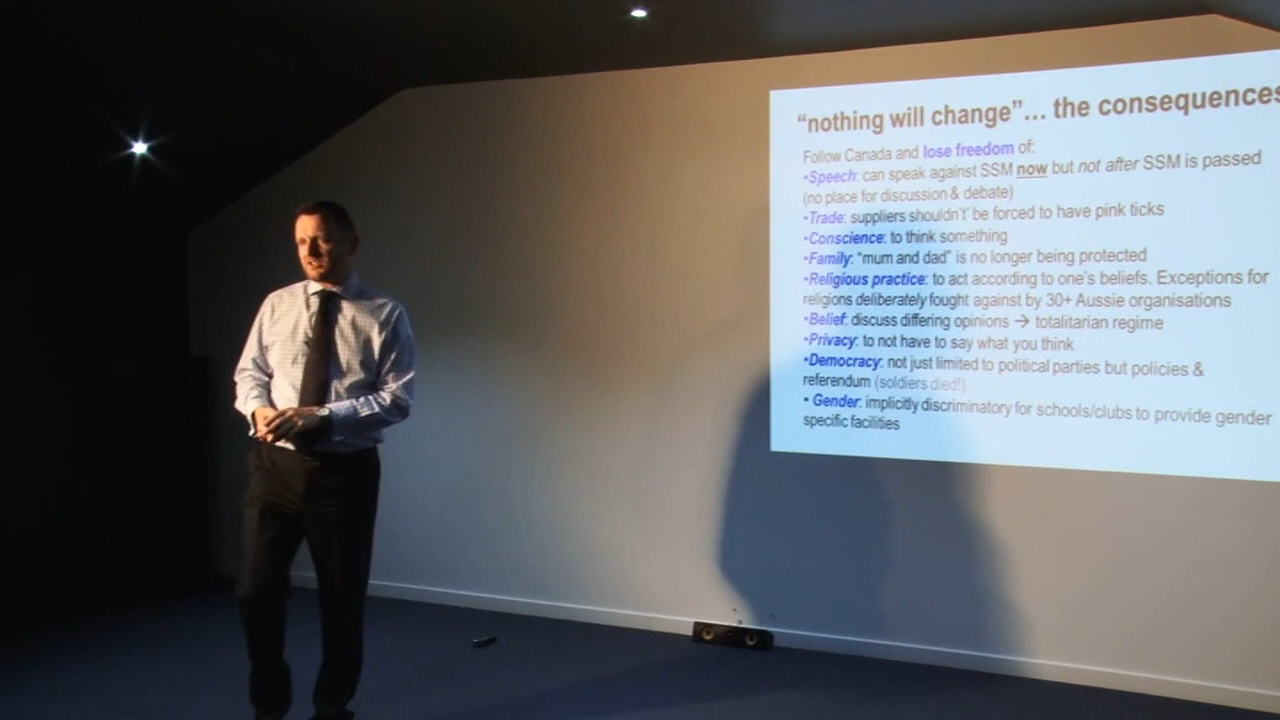 “nothing will change”… the consequences
Follow Canada and lose freedom of:
•Speech: can speak against SSM now but not after SSM is passed
(no place for discussion & debate)
•Trade: suppliers shouldn’t’ be forced to have pink ticks
•Conscience: to think something
•Family: “mum and dad” is no longer being protected
•Religious practice: to act according to one’s beliefs. Exceptions for
religions deliberately fought against by 30+ Aussie organisations
•Belief: discuss differing opinions → totalitarian regime
•Privacy: to not have to say what you think
•Democracy: not just limited to political parties but policies &
referendum (soldiers died!)
• Gender: implicitly discriminatory for schools/clubs to provide gender
specific facilities